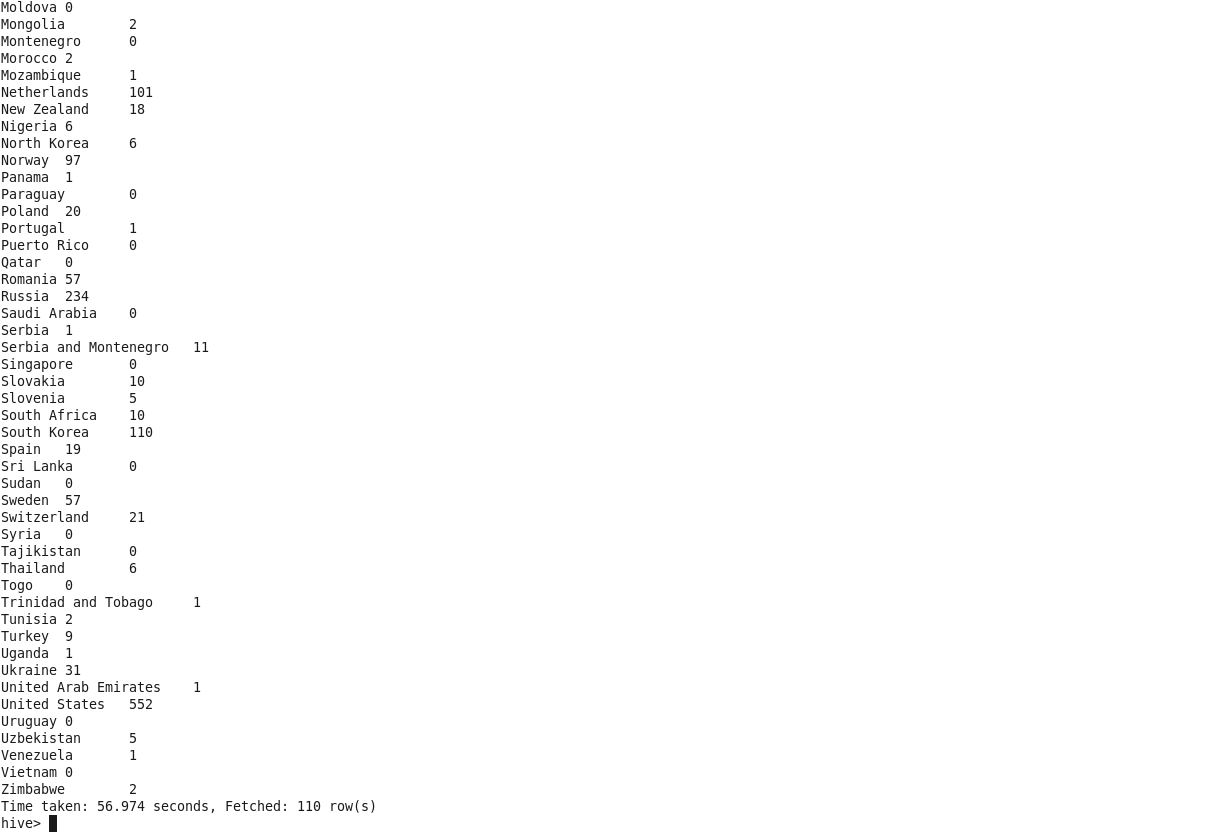 Moldova 0
Mongolia 2
Montenegro 0
Morocco 2
Mozambique 1
Netherlands 101
New Zealand 18
Nigeria 6
North Korea 6
Norway 97
Panama 1
Paraguay 0
Poland 20
Portugal 1
Puerto Rico 0
Qatar 0
Romania 57
Russia 234
Saudi Arabia 0
Serbia 1
Serbia and Montenegro 11
Singapore 0
Slovakia 10
Slovenia 5
South Africa 10
South Korea 110
Spain 19
Sri Lanka 0
Sudan 0
Sweden 57
Switzerland 21
Syria 0
Tajikistan 0
Thailand 6
Togo 0
Trinidad and Tobago 1
Tunisia 2
Turkey 9
Uganda 1
Ukraine 31
United Arab Emirates 1
United States 552
Uruguay 0
Uzbekistan 5
Venezuela 1
Vietnam 0
Zimbabwe 2
Time taken: 56.974 seconds, Fetched: 110 row(s)
hive>